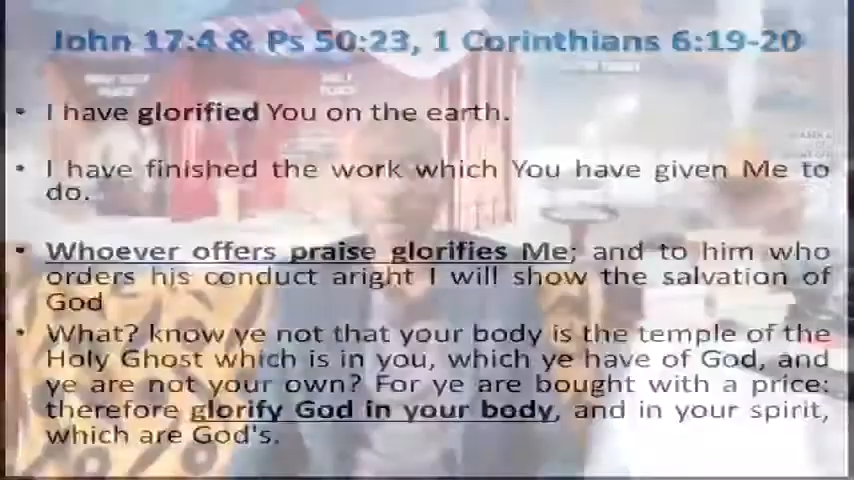 John 17:4 & Ps 50:23, 1 Corinthians 6:19-20
• I have glorified You on the earth.
• I have finished the work which You have given Me to
do.
• Whoever offers praise glorifies Me; and to him who
orders his conduct aright I will show the salvation of
God
• What? know ye not that your body is the temple of the
Holy Ghost which is in you, which ye have of God, and
ye are not your own? For ye are bought with a price:
therefore glorify God in your body, and in your spirit,
which are God's.